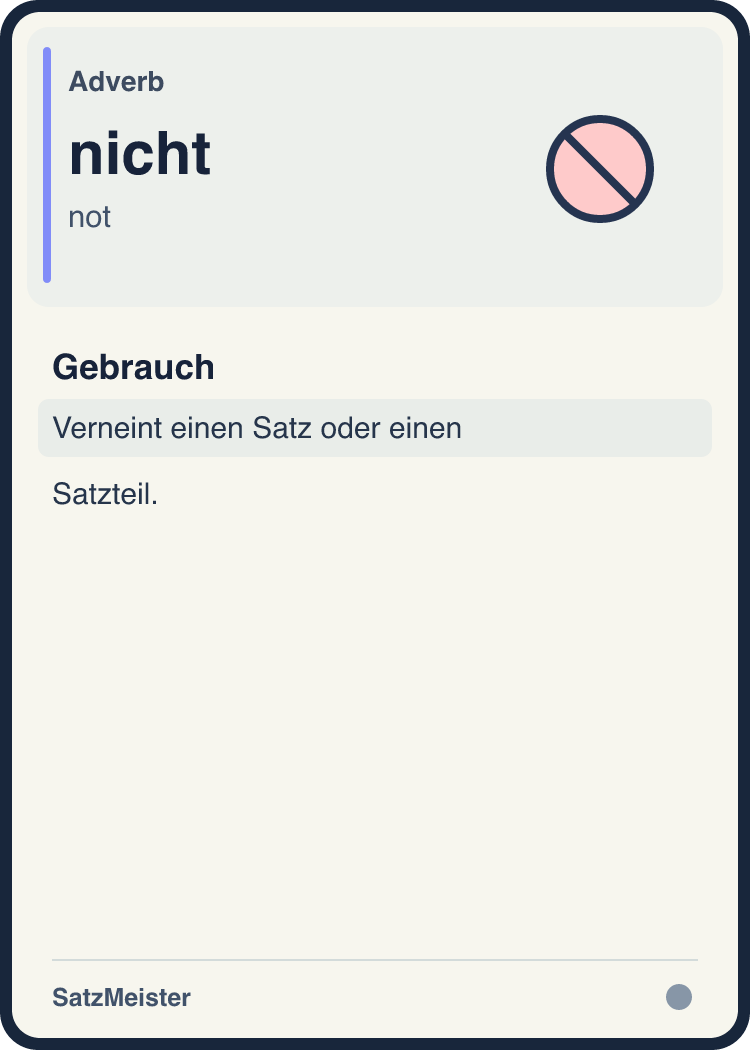 Adverb
nicht
not
Gebrauch
Verneint einen Satz oder einen
Satzteil.
SatzMeister